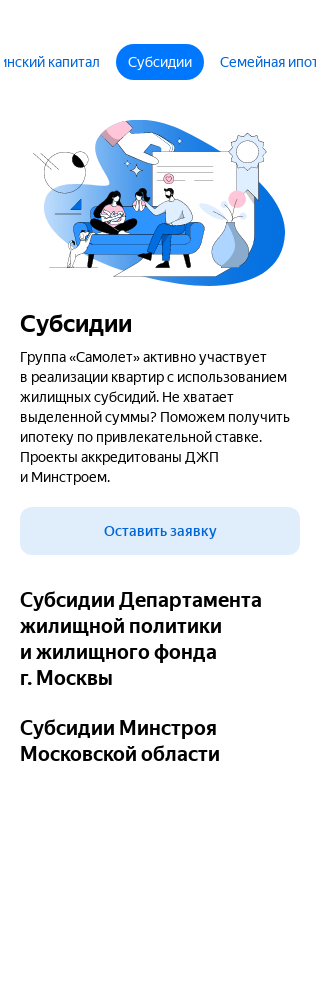 инский капитал Субсидии Семейная ипот
Субсидии
Группа «Самолет» активно участвует
в реализации квартир с использованием
жилищных субсидий. Не хватает
выделенной суммы? Поможем получить
ипотеку по привлекательной ставке.
Проекты аккредитованы ДЖП
и Минстроем.
Оставить заявку
Субсидии Департамента
жилищной политики
и жилищного фонда
г. Москвы
Субсидии Минстроя
Московской области